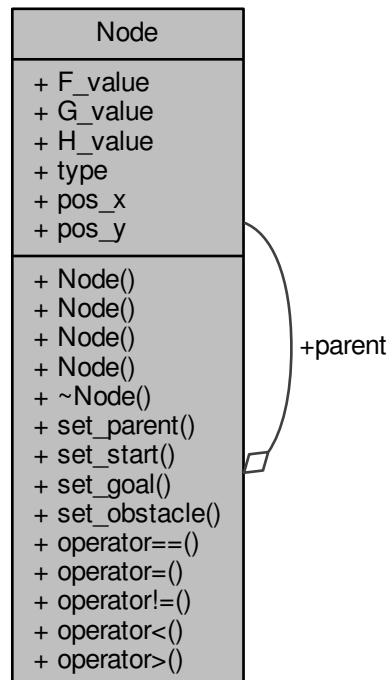 Node
+ F_value
+ G_value
+ H_value
+ type
+ pos_x
+ pos_y
+ Node()
+ Node()
+ Node()
+ Node()
+ ~Node()
+ set_parent()
+ set_start()
+ set_goal()
+ set_obstacle()
+ operator==()
+ operator=()
+ operator!=()
+ operator<()
+ operator>()
+parent